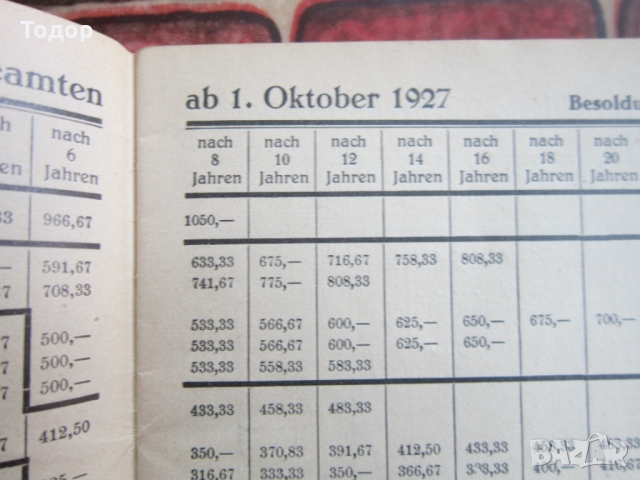 Тодор
eamten
nach
6
Jahren
966,67
591,67
708,33
500,—
500,—
500,—
412,50
ab 1. Oktober 1927
Besoldu
nach nach nach nach nach nach nach
8 10 12 14 16 18 20
Jahren Jahren Jahren Jahren Jahren Jahren Jahren
1050,—
633,33 675,— 716,67 758,33 808,33
741,67 775,— 808,33
533,33 566,67 600,— 625,— 650,— 675,— 700,—
533,33 566,67 600,— 625,— 650,—
533,33 558,33 583,33
433,33 458,33 483,33
350,— 370,83 391,67 412,50 433,33
316,67 333,33 350,— 366,67 383,33 400,—
BAZAR